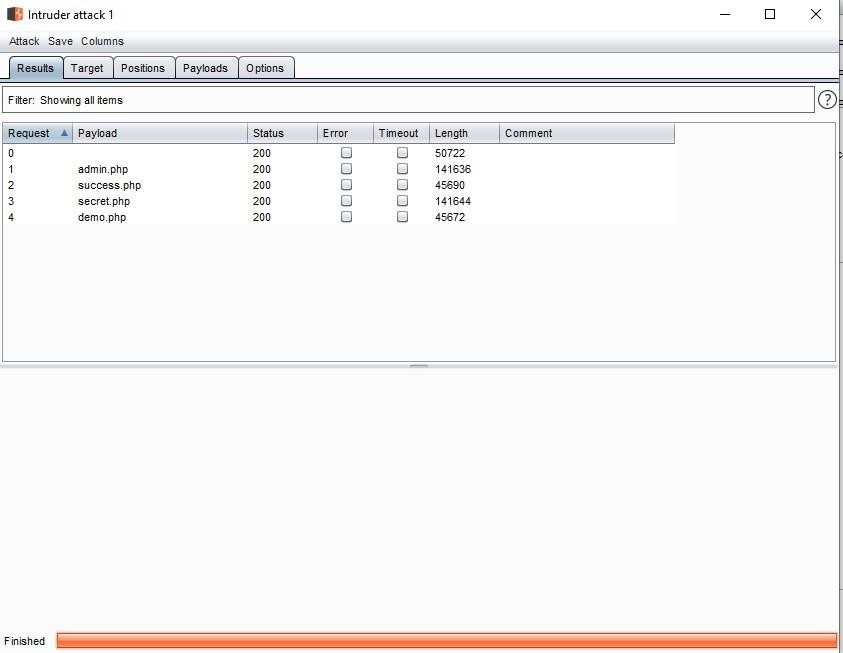 Intruder attack 1
Attack Save Columns
Results Target Positions Payloads Options
Filter: Showing all items ?
Request Payload Status Error Timeout Length Comment
0 200 50722
1 admin.php 200 141636
2 success.php 200 45690
3 secret.php 200 141644
4 demo.php 200 45672
Finished